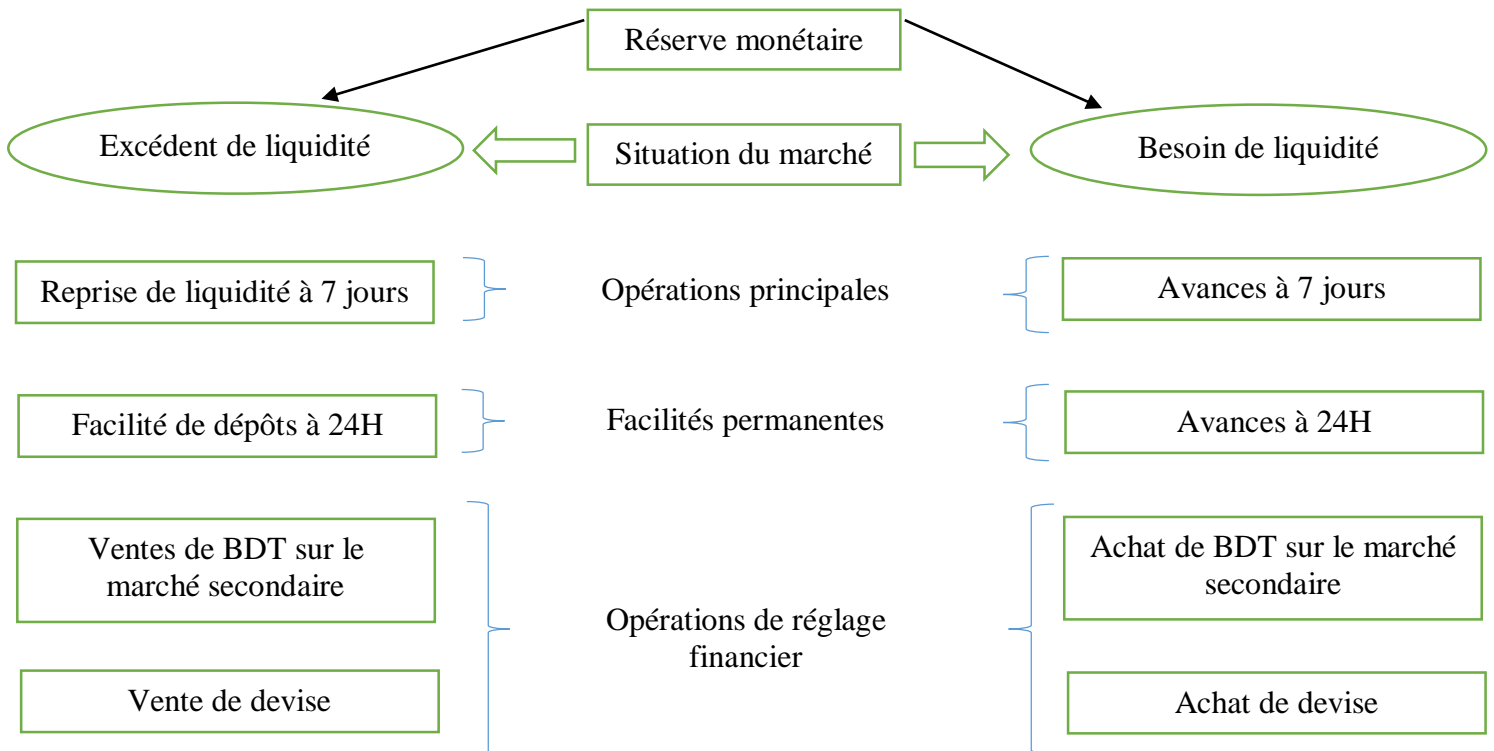 Réserve monétaire
Excédent de liquidité
Situation du marché
Besoin de liquidité
Reprise de liquidité à 7 jours
Opérations principales
Avances à 7 jours
Facilité de dépôts à 24H
Facilités permanentes
Avances à 24H
Ventes de BDT sur le
marché secondaire
Opérations de réglage
financier
Achat de BDT sur le marché
secondaire
Vente de devise
Achat de devise